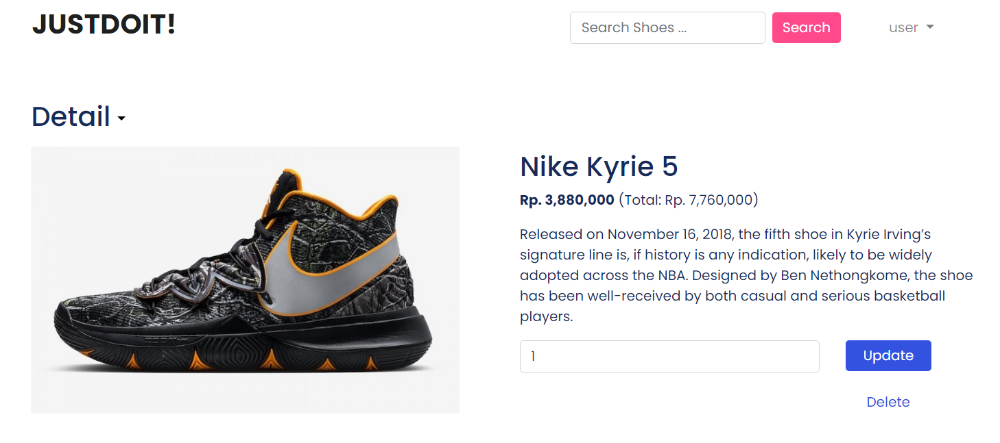 JUSTDOIT!
Search Shoes ...
Search
user
Detail
Nike Kyrie 5
Rp. 3,880,000 (Total: Rp. 7,760,000)
Released on November 16, 2018, the fifth shoe in Kyrie Irving’s
signature line is, if history is any indication, likely to be widely
adopted across the NBA. Designed by Ben Nethongkome, the shoe
has been well-received by both casual and serious basketball
players.
1
Update
Delete